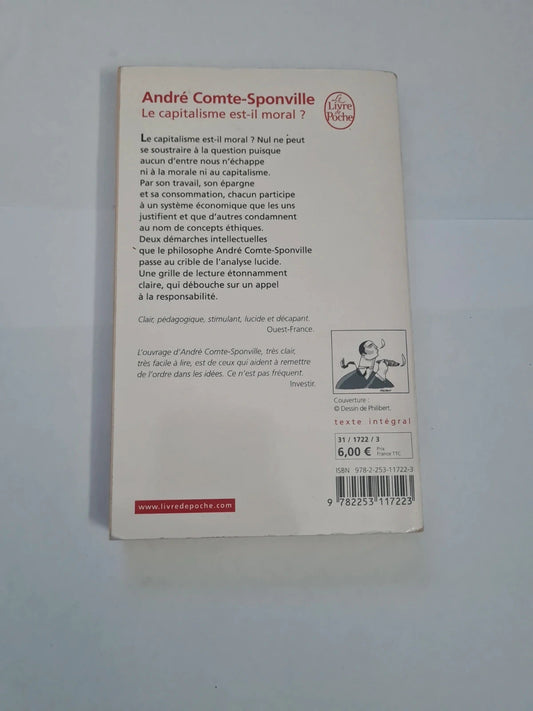 André Comte-Sponville
Le capitalisme est-il moral ?
Le Livre de Poche
Le capitalisme est-il moral ? Nul ne peut
se soustraire à la question puisque
aucun d'entre nous n'échappe
ni à la morale ni au capitalisme.
Par son travail, son épargne
et sa consommation, chacun participe
à un système économique que les uns
justifient et que d'autres condamnent
au nom de concepts éthiques.
Deux démarches intellectuelles
que le philosophe André Comte-Sponville
passe au crible de l'analyse lucide.
Une grille de lecture étonnamment
claire, qui débouche sur un appel
à la responsabilité.
Clair, pédagogique, stimulant, lucide et décapant.
Ouest-France.
L'ouvrage d'André Comte-Sponville, très clair,
très facile à lire, est de ceux qui aident à remettre
de l'ordre dans les idées. Ce n'est pas fréquent.
Investir.
Couverture :
© Dessin de Philibert.
texte intégral
31 / 1722 / 3
6,00 € Prix
France TTC
ISBN 978-2-253-11722-3
9 782253 117223
www.livredepoche.com